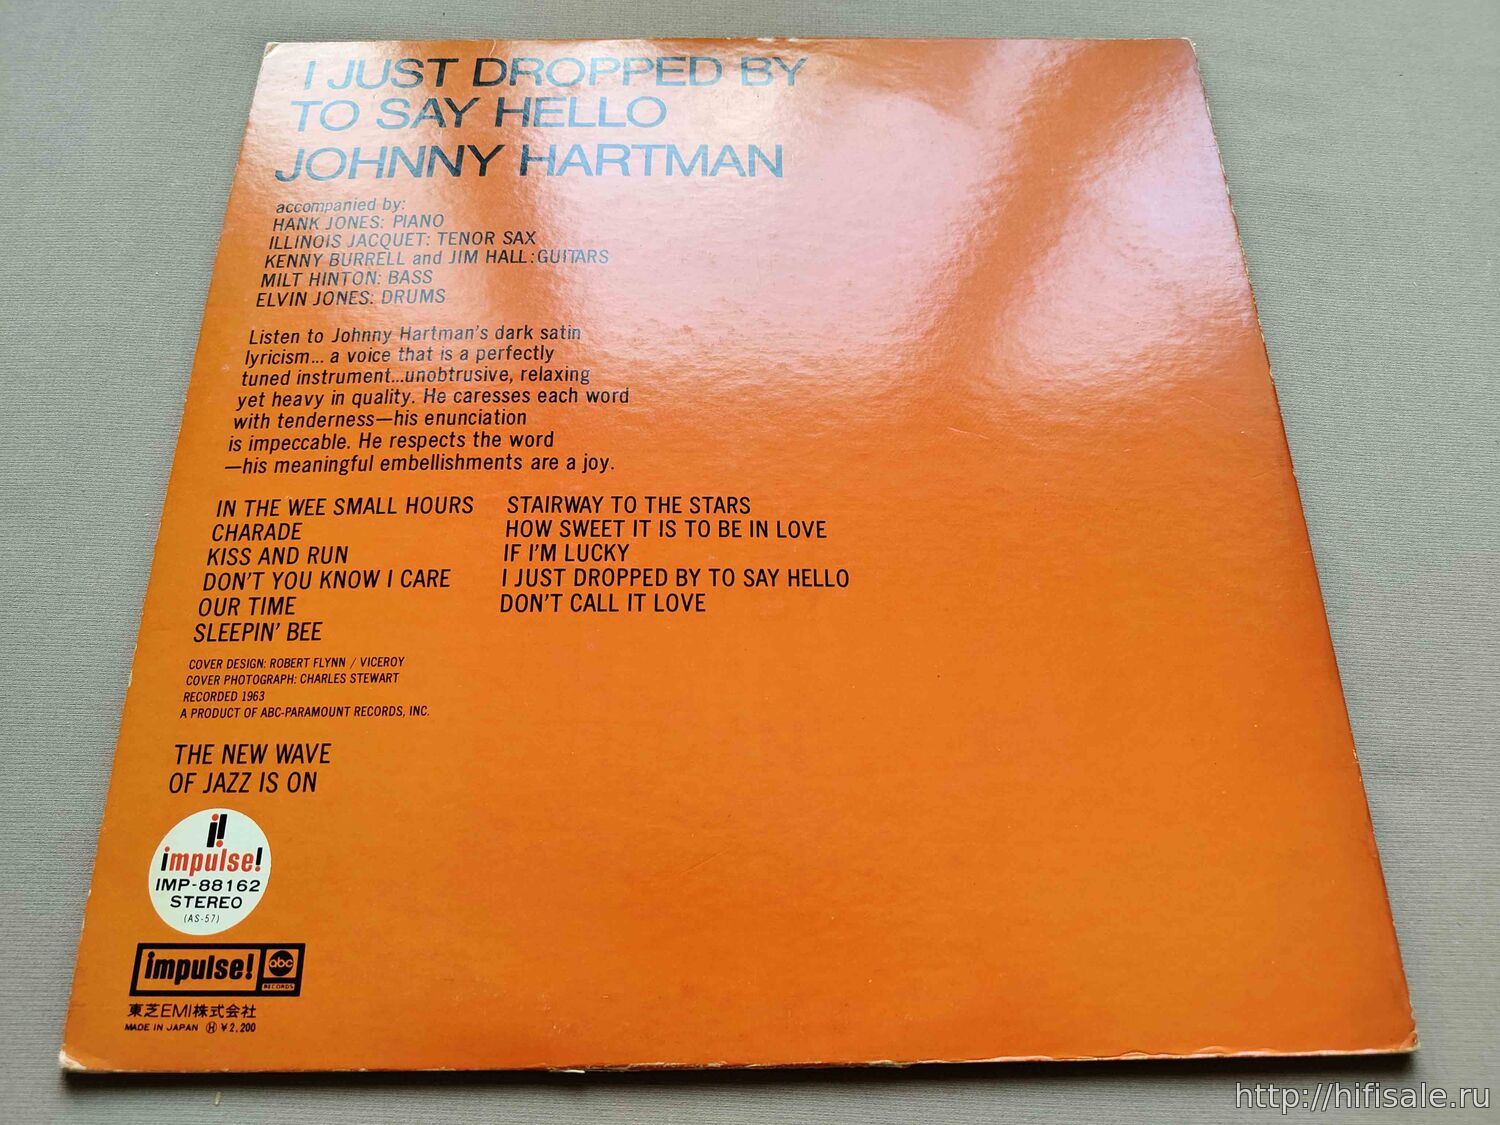 I JUST DROPPED BY
TO SAY HELLO
JOHNNY HARTMAN
accompanied by:
HANK JONES: PIANO
ILLINOIS JACQUET: TENOR SAX
KENNY BURRELL and JIM HALL: GUITARS
MILT HINTON: BASS
ELVIN JONES: DRUMS
Listen to Johnny Hartman's dark satin
lyricism... a voice that is a perfectly
tuned instrument...unobtrusive, relaxing
yet heavy in quality. He caresses each word
with tenderness—his enunciation
is impeccable. He respects the word
—his meaningful embellishments are a joy.
IN THE WEE SMALL HOURS
CHARADE
KISS AND RUN
DON'T YOU KNOW I CARE
OUR TIME
SLEEPIN' BEE
STAIRWAY TO THE STARS
HOW SWEET IT IS TO BE IN LOVE
IF I'M LUCKY
I JUST DROPPED BY TO SAY HELLO
DON'T CALL IT LOVE
COVER DESIGN: ROBERT FLYNN / VICEROY
COVER PHOTOGRAPH: CHARLES STEWART
RECORDED 1963
A PRODUCT OF ABC-PARAMOUNT RECORDS, INC.
THE NEW WAVE
OF JAZZ IS ON
i!
impulse!
IMP-88162
STEREO
(AS-57)
impulse! abc
RECORDS
東芝EMI株式会社
MADE IN JAPAN Ⓗ ¥2,200
http://hifisale.ru